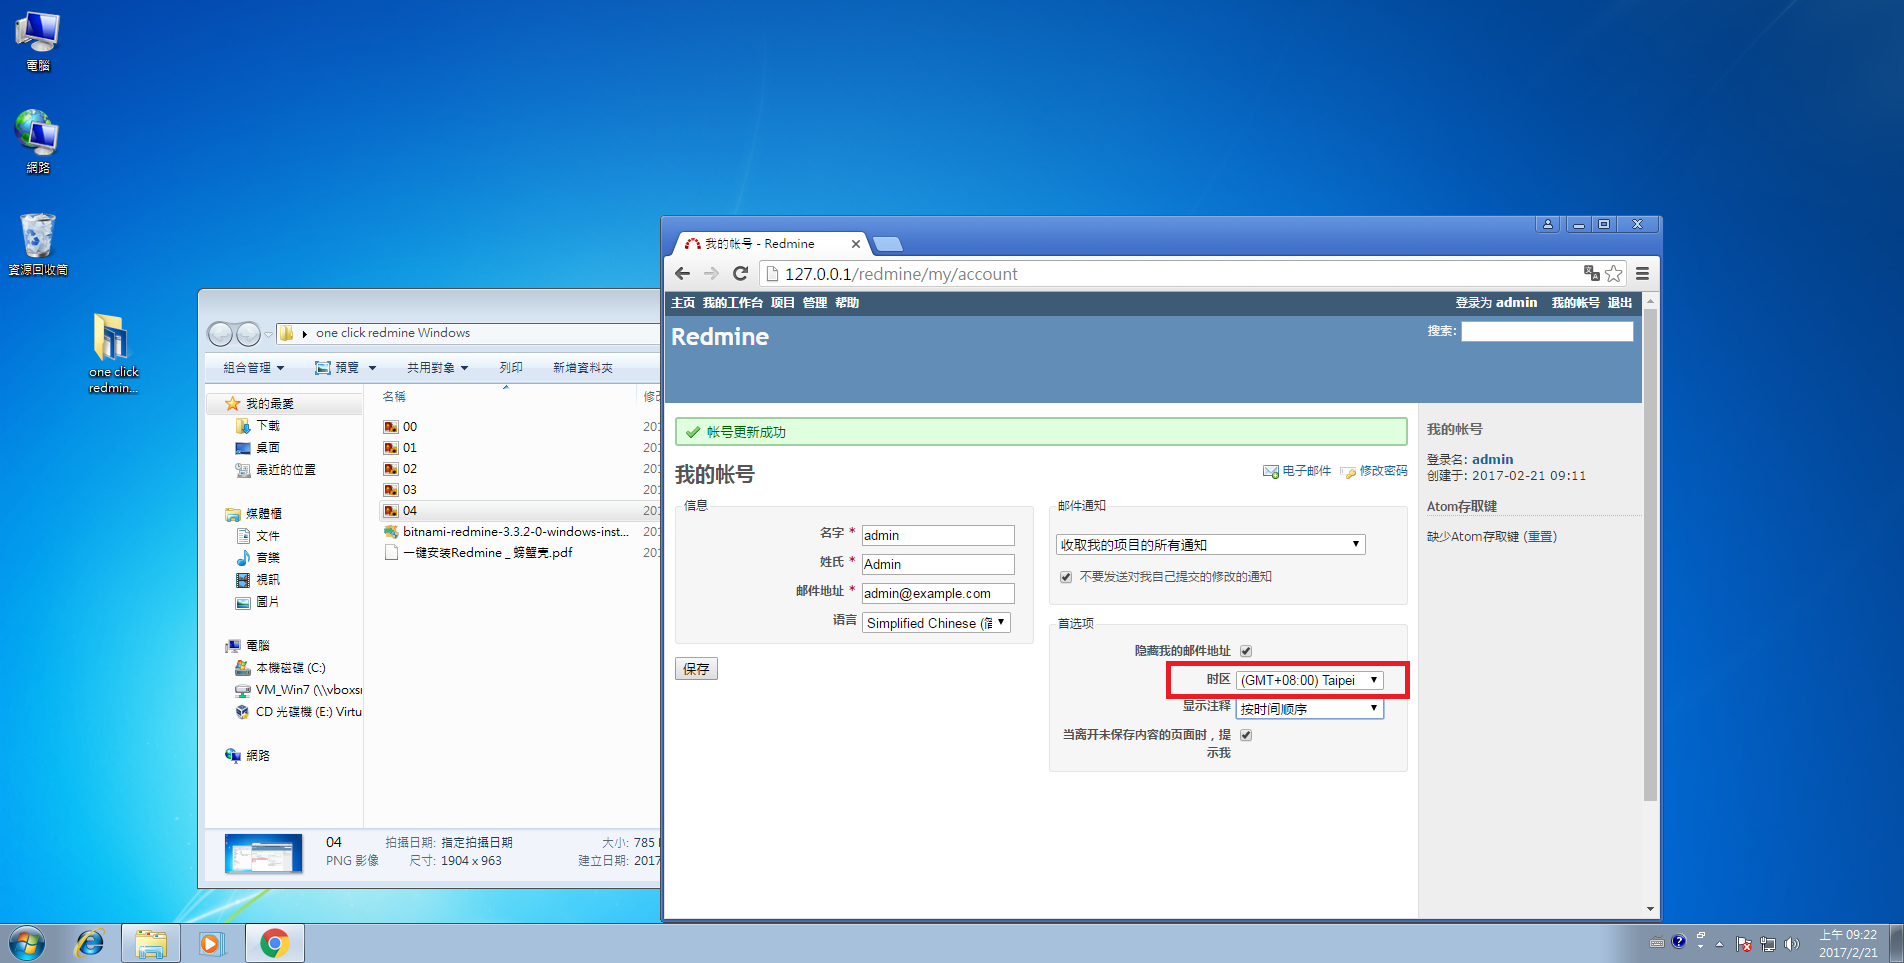 電腦
網路
資源回收筒
one click
redmin...
one click redmine Windows
組合管理 預覽 共用對象 列印 新增資料夾
名稱 修改
我的最愛
下載
桌面
最近的位置
媒體櫃
文件
音樂
視訊
圖片
電腦
本機磁碟 (C:)
VM_Win7 (\\vboxsr
CD 光碟機 (E:) Virtu
網路
00 201
01 201
02 201
03 201
04 201
bitnami-redmine-3.3.2-0-windows-inst... 201
一键安装Redmine _ 螃蟹壳.pdf 201
04 拍攝日期: 指定拍攝日期 大小: 785
PNG 影像 尺寸: 1904 x 963 建立日期: 2017
我的帐号 - Redmine
127.0.0.1/redmine/my/account
主页 我的工作台 项目 管理 帮助 登录为 admin 我的帐号 退出
Redmine
搜索:
帐号更新成功
我的帐号
电子邮件 修改密码
信息
名字 * admin
姓氏 * Admin
邮件地址 * admin@example.com
语言 Simplified Chinese (简
保存
邮件通知
收取我的项目的所有通知
不要发送对我自己提交的修改的通知
首选项
隐藏我的邮件地址
时区 (GMT+08:00) Taipei
显示注释 按时间顺序
当离开未保存内容的页面时，提
示我
我的帐号
登录名: admin
创建于: 2017-02-21 09:11
Atom存取键
缺少Atom存取键 (重置)
上午 09:22
2017/2/21